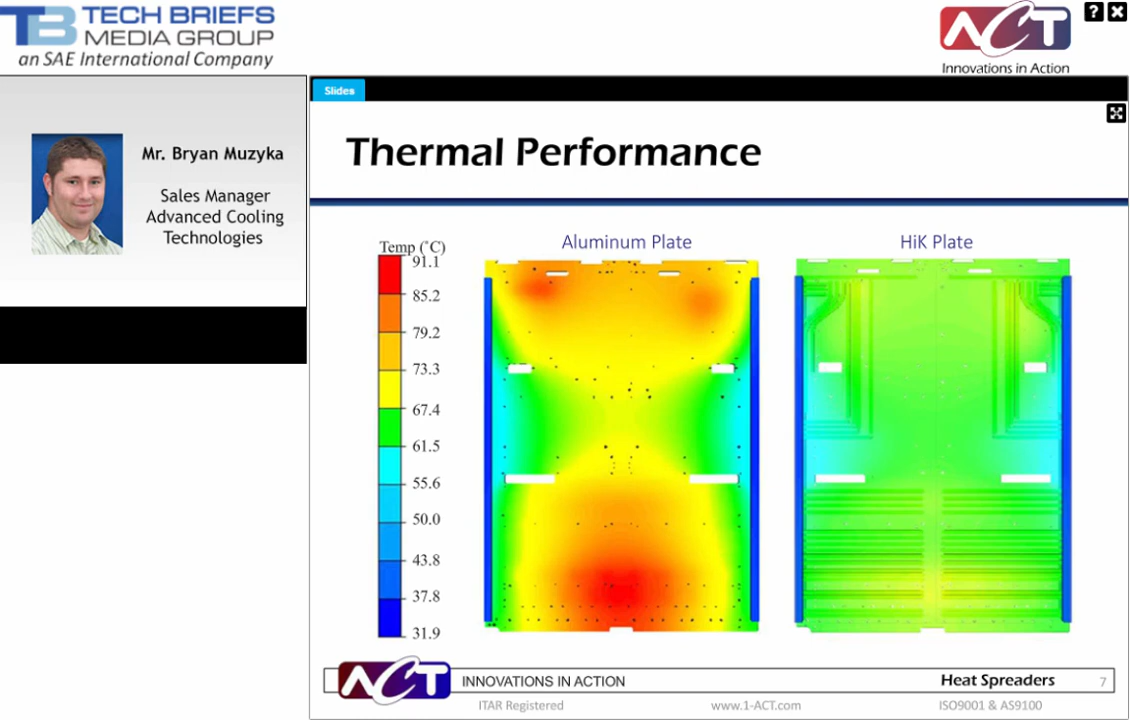 TB TECH BRIEFS
MEDIA GROUP
an SAE International Company
ACT
Innovations in Action
?
Slides
Mr. Bryan Muzyka
Sales Manager
Advanced Cooling
Technologies
Thermal Performance
Temp (˚C)
91.1
85.2
79.2
73.3
67.4
61.5
55.6
50.0
43.8
37.8
31.9
Aluminum Plate
HiK Plate
ACT INNOVATIONS IN ACTION
Heat Spreaders 7
ITAR Registered www.1-ACT.com ISO9001 & AS9100